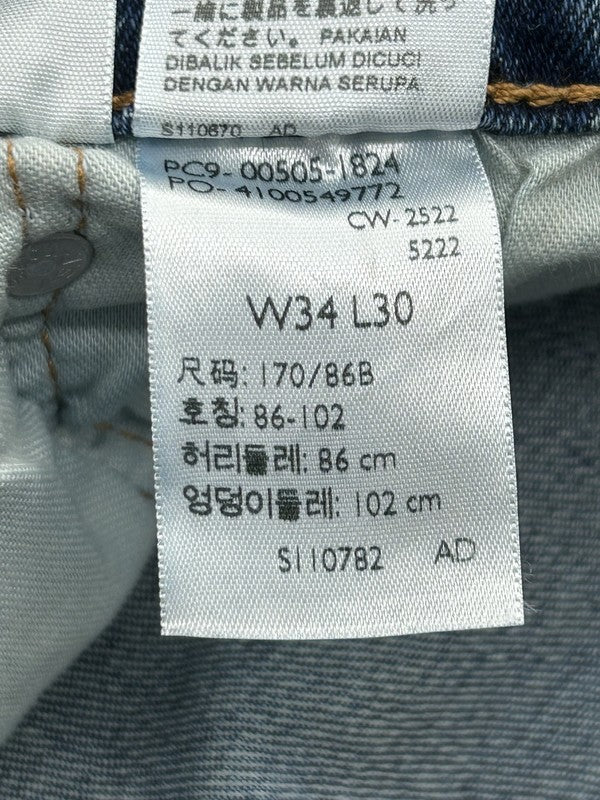 一緒に製品を裏返して洗っ
てください。 PAKAIAN
DIBALIK SEBELUM DICUCI
DENGAN WARNA SERUPA.
S110670 AD
PC9-00505-1824
PO-4100549772
CW-2522
5222
W34 L30
尺码: 170/86B
호칭: 86-102
허리둘레: 86 cm
엉덩이둘레: 102 cm
S110782 AD